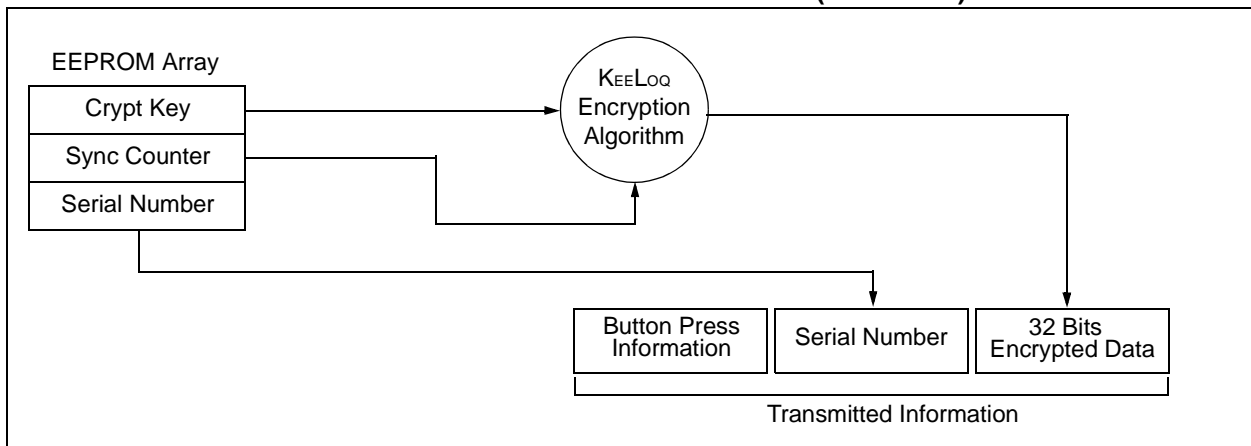 EEPROM Array
Crypt Key
Sync Counter
Serial Number
KEELOQ
Encryption
Algorithm
Button Press
Information
Serial Number
32 Bits
Encrypted Data
Transmitted Information